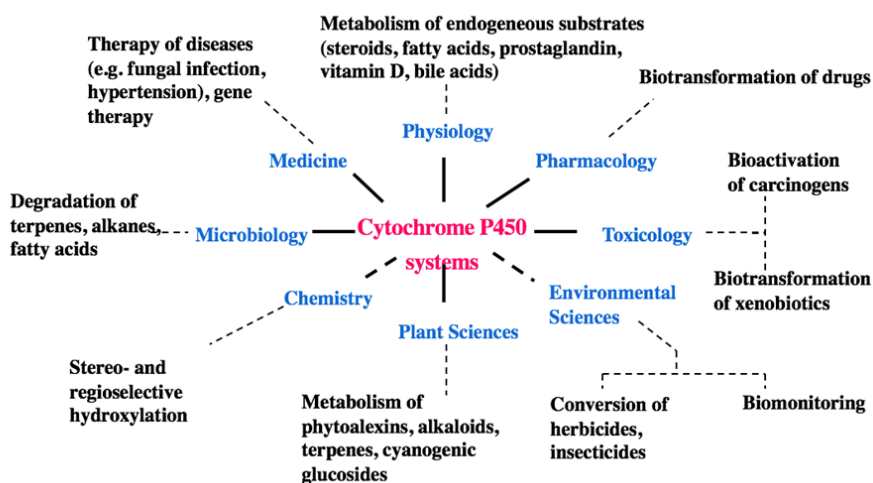 Metabolism of endogeneous substrates
(steroids, fatty acids, prostaglandin,
vitamin D, bile acids)
Therapy of diseases
(e.g. fungal infection,
hypertension), gene
therapy
Biotransformation of drugs
Physiology
Medicine
Pharmacology
Bioactivation
of carcinogens
Degradation of
terpenes, alkanes,
fatty acids
Microbiology
Cytochrome P450
systems
Toxicology
Biotransformation
of xenobiotics
Chemistry
Environmental
Sciences
Plant Sciences
Stereo- and
regioselective
hydroxylation
Metabolism of
phytoalexins, alkaloids,
terpenes, cyanogenic
glucosides
Conversion of
herbicides,
insecticides
Biomonitoring